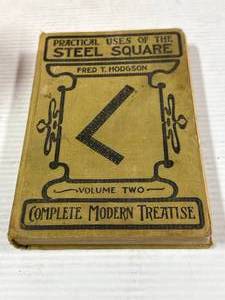 PRACTICAL USES OF THE
STEEL SQUARE
FRED T. HODGSON
VOLUME TWO
COMPLETE MODERN TREATISE